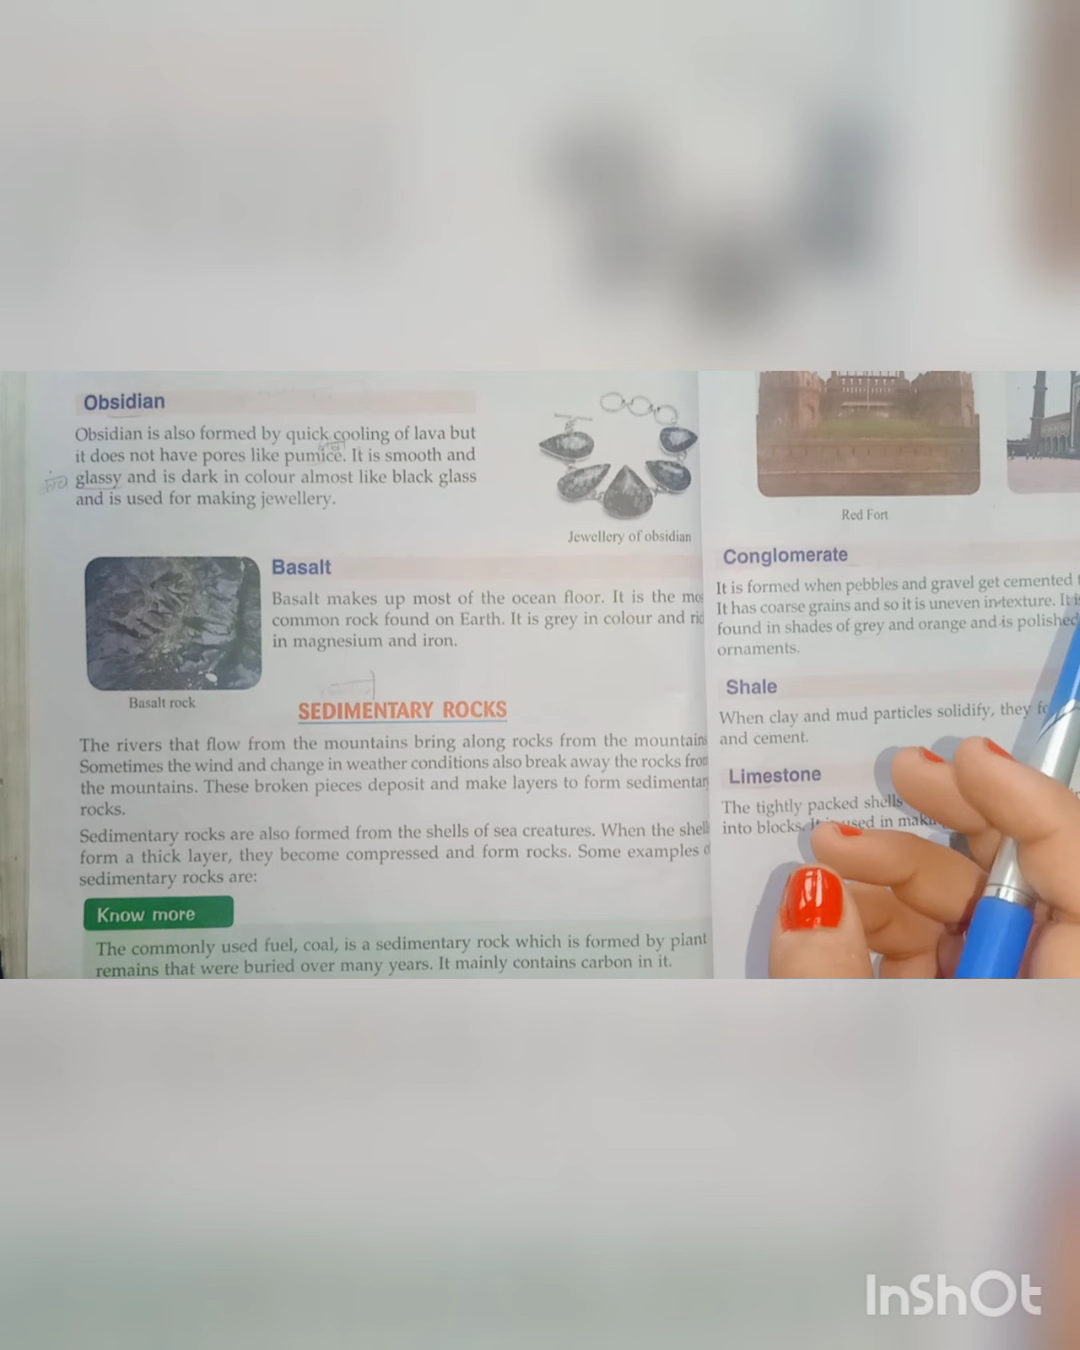 Obsidian
Obsidian is also formed by quick cooling of lava but
it does not have pores like pumice. It is smooth and
glassy and is dark in colour almost like black glass
and is used for making jewellery.
Jewellery of obsidian
Basalt
Basalt makes up most of the ocean floor. It is the
common rock found on Earth. It is grey in colour and
in magnesium and iron.
Basalt rock
SEDIMENTARY ROCKS
The rivers that flow from the mountains bring along rocks from the mountain
Sometimes the wind and change in weather conditions also break away the rocks
the mountains. These broken pieces deposit and make layers to form sedimentar
rocks.
Sedimentary rocks are also formed from the shells of sea creatures. When the shell
form a thick layer, they become compressed and form rocks. Some examples
sedimentary rocks are:
Know more
The commonly used fuel, coal, is a sedimentary rock which is formed by plant
remains that were buried over many years. It mainly contains carbon in it.
Red Fort
Conglomerate
It is formed when pebbles and gravel get cemented
It has coarse grains and so it is uneven in texture. It
found in shades of grey and orange and is polished
ornaments.
Shale
When clay and mud particles solidify, they
and cement.
Limestone
The tightly packed shells
into blocks. used in
InShOt